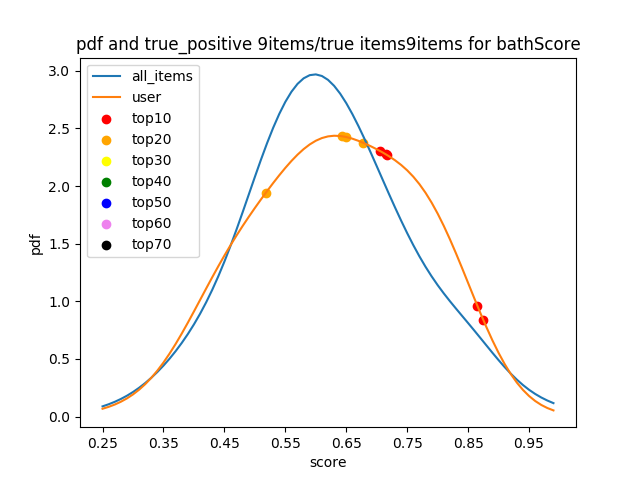 pdf and true_positive 9items/true items9items for bathScore
all_items
user
top10
top20
top30
top40
top50
top60
top70
3.0
2.5
2.0
1.5
1.0
0.5
0.0
pdf
0.25 0.35 0.45 0.55 0.65 0.75 0.85 0.95
score